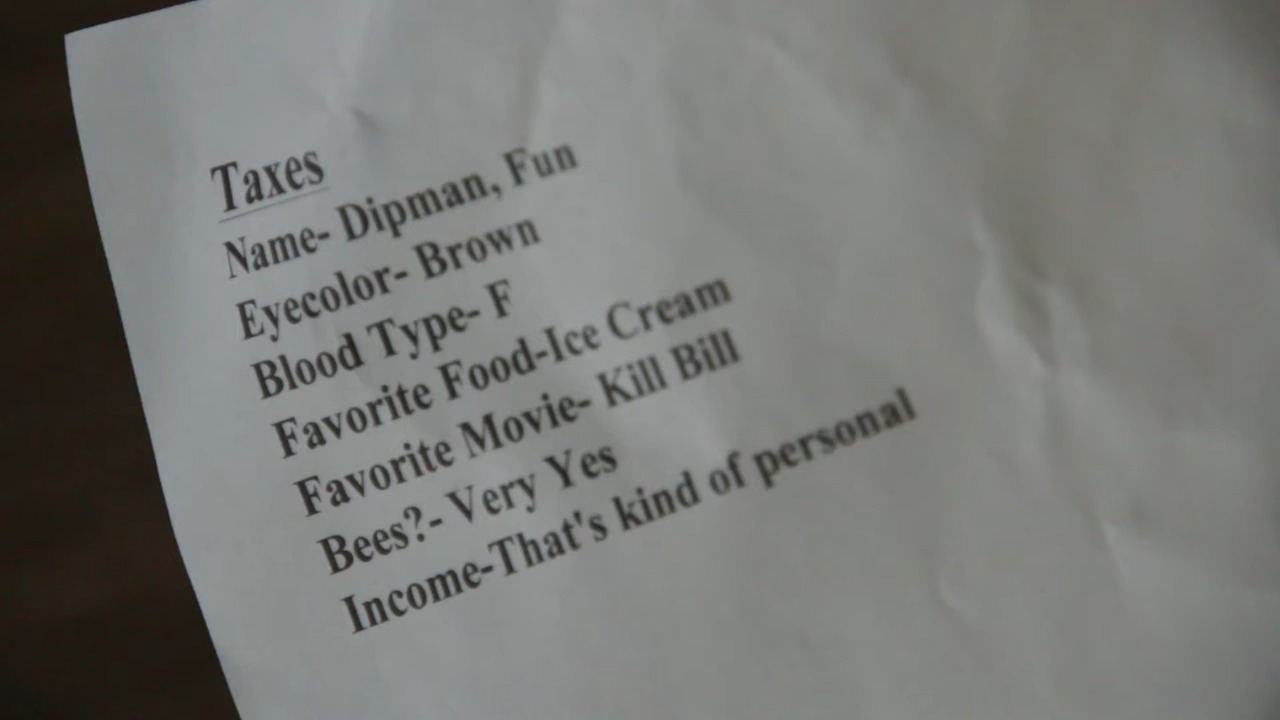 Taxes
Name- Dipman, Fun
Eyecolor- Brown
Blood Type- F
Favorite Food-Ice Cream
Favorite Movie- Kill Bill
Bees?- Very Yes
Income-That's kind of personal